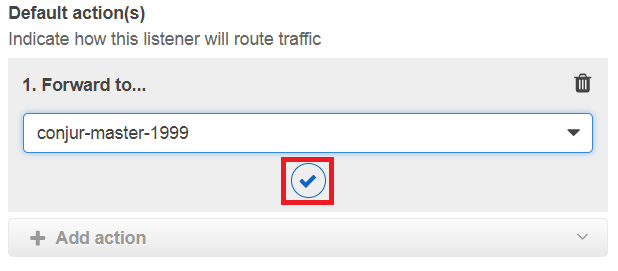 Default action(s)
Indicate how this listener will route traffic
1. Forward to...
conjur-master-1999
Add action